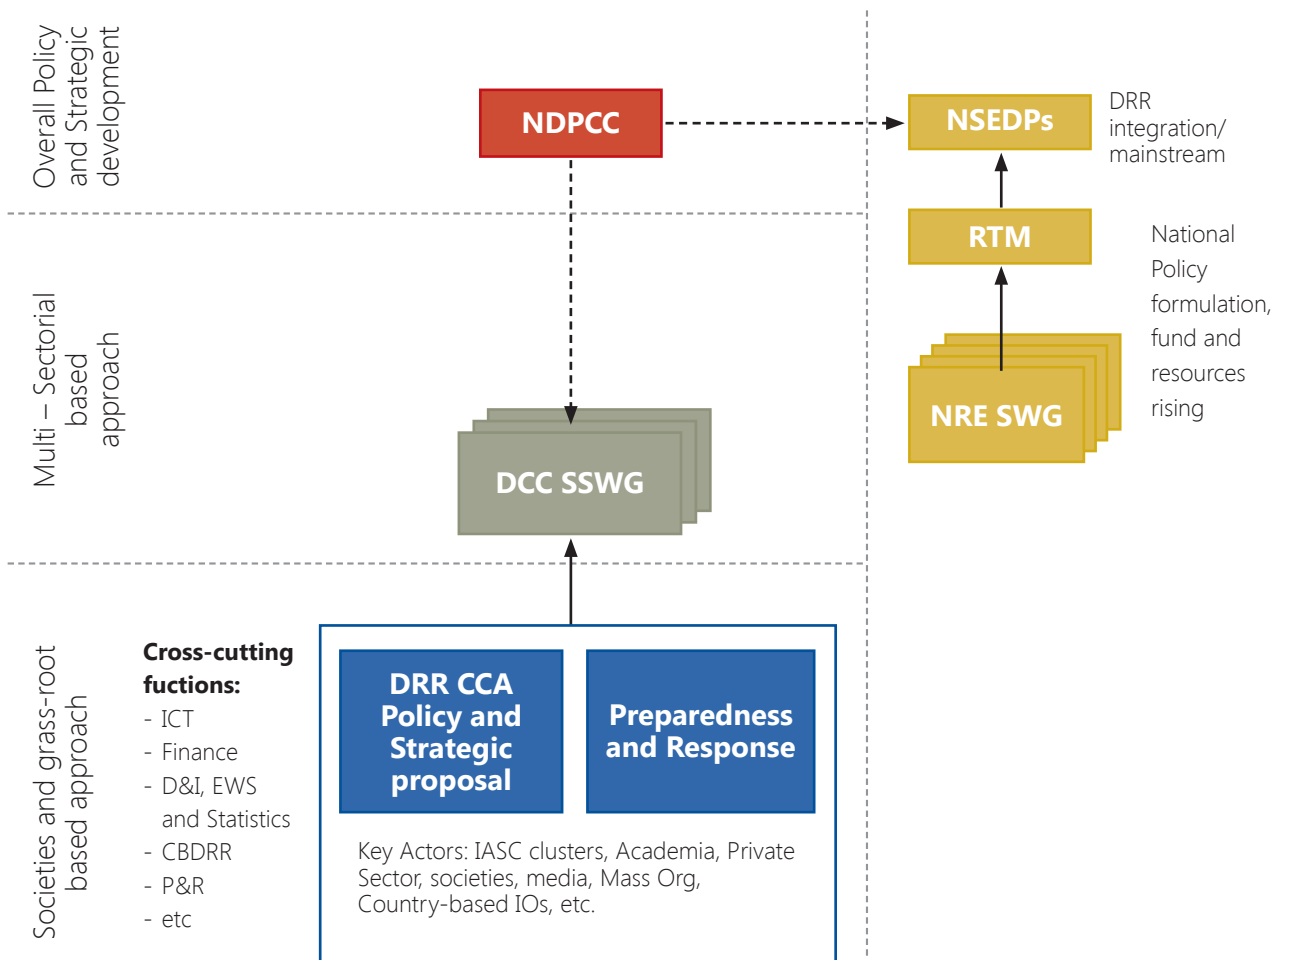 Overall Policy
and Strategic
development
NDPCC
NSEDPs
DRR
integration/
mainstream
Multi – Sectorial
based
approach
RTM
National
Policy
formulation,
fund and
resources
rising
NRE SWG
DCC SSWG
Societies and grass-root
based approach
Cross-cutting
fuctions:
- ICT
- Finance
- D&I, EWS
and Statistics
- CBDRR
- P&R
- etc
DRR CCA
Policy and
Strategic
proposal
Preparedness
and Response
Key Actors: IASC clusters, Academia, Private
Sector, societies, media, Mass Org,
Country-based IOs, etc.